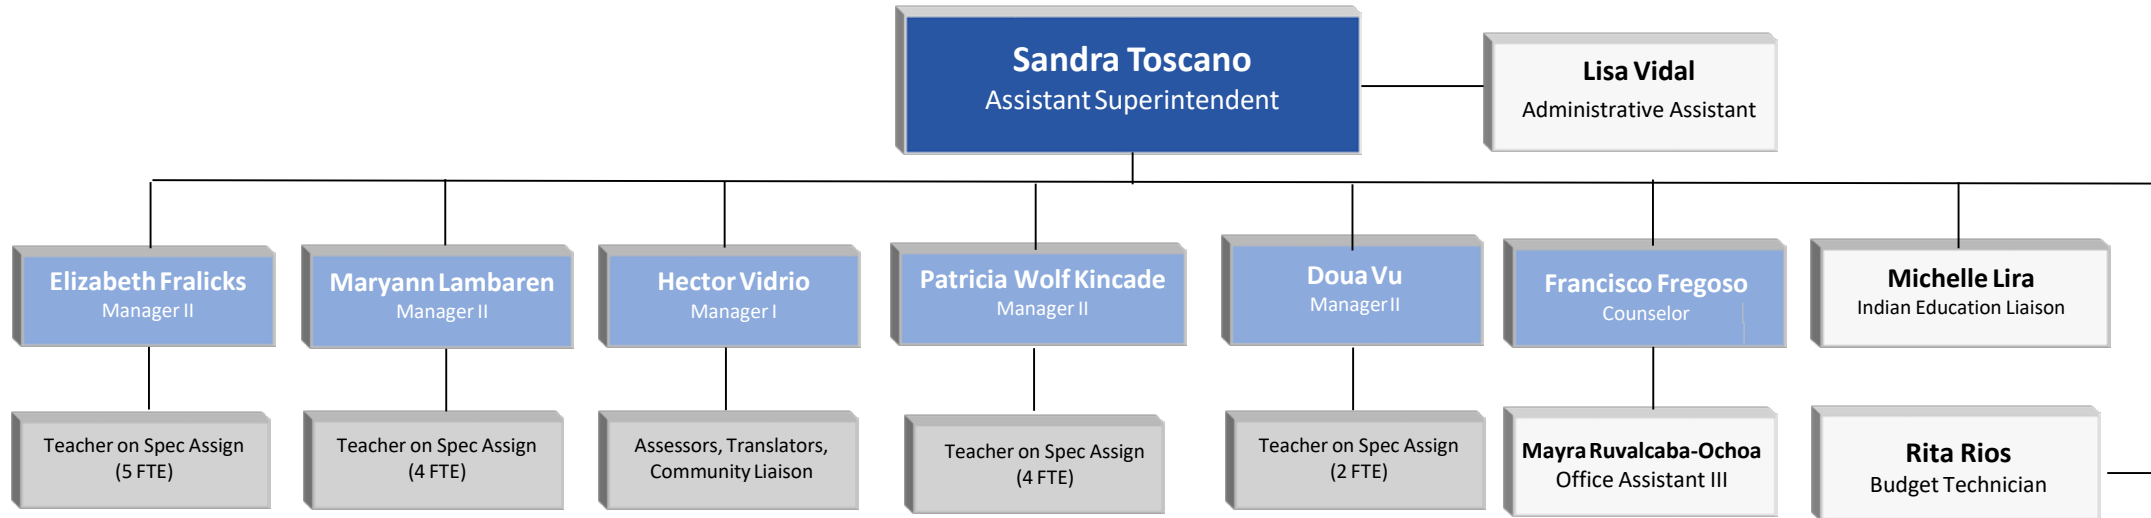 Sandra Toscano
Assistant Superintendent
Lisa Vidal
Administrative Assistant
Elizabeth Fralicks
Manager II
Maryann Lambaren
Manager II
Hector Vidrio
Manager I
Patricia Wolf Kincade
Manager II
Doua Vu
Manager II
Francisco Fregoso
Counselor
Michelle Lira
Indian Education Liaison
Teacher on Spec Assign
(5 FTE)
Teacher on Spec Assign
(4 FTE)
Assessors, Translators,
Community Liaison
Teacher on Spec Assign
(4 FTE)
Teacher on Spec Assign
(2 FTE)
Mayra Ruvalcaba-Ochoa
Office Assistant III
Rita Rios
Budget Technician